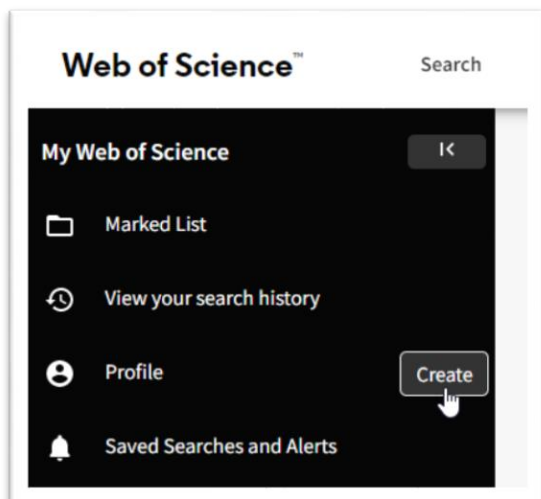 Web of Science™ Search
My Web of Science
Marked List
View your search history
Profile Create
Saved Searches and Alerts